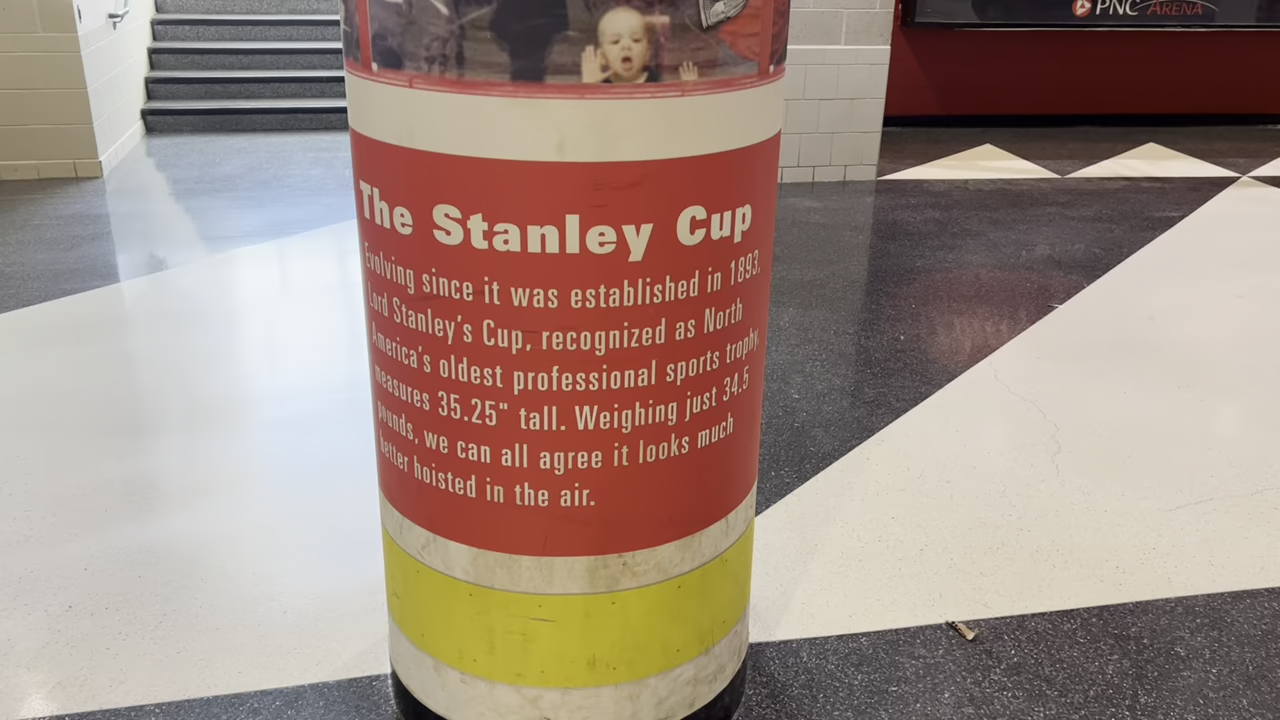 PNC ARENA
The Stanley Cup
Evolving since it was established in 1893,
Lord Stanley's Cup, recognized as North
America's oldest professional sports trophy,
measures 35.25" tall. Weighing just 34.5
pounds, we can all agree it looks much
better hoisted in the air.